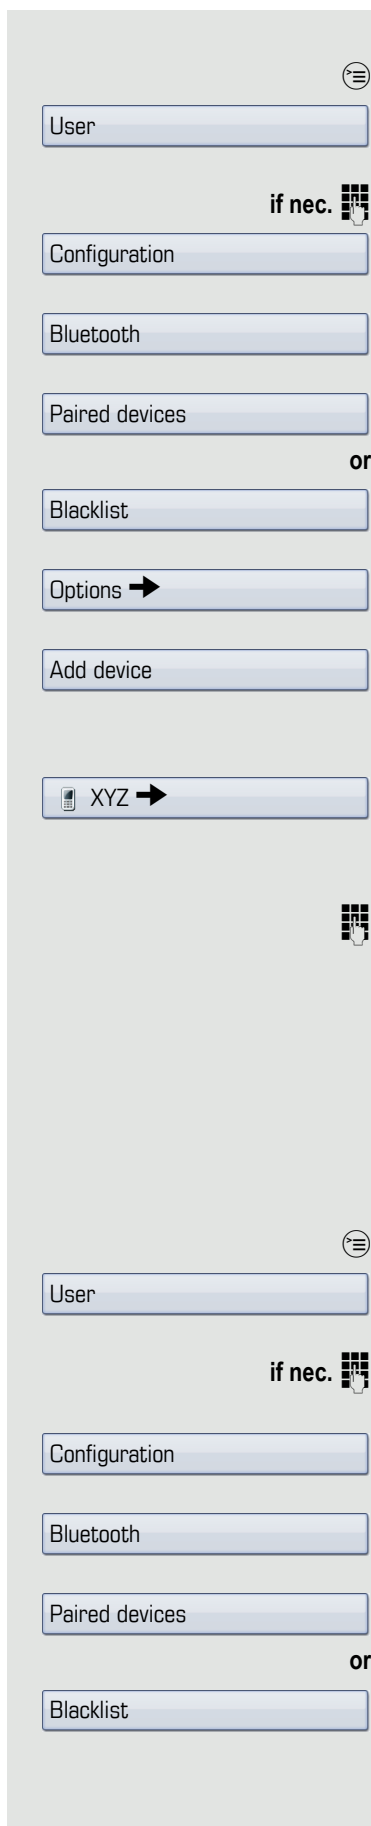 User
if nec.
Configuration
Bluetooth
Paired devices
or
Blacklist
Options
Add device
XYZ
User
if nec.
Configuration
Bluetooth
Paired devices
or
Blacklist